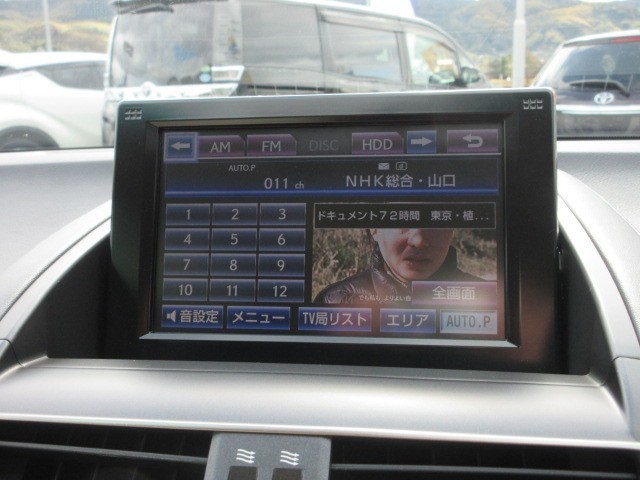 AM FM DISC HDD
AUTO.P
011 ch NHK総合・山口
1 2 3
4 5 6
7 8 9
10 11 12
ドキュメント72時間 東京・極...
全画面
音設定 メニュー TV局リスト エリア AUTO.P